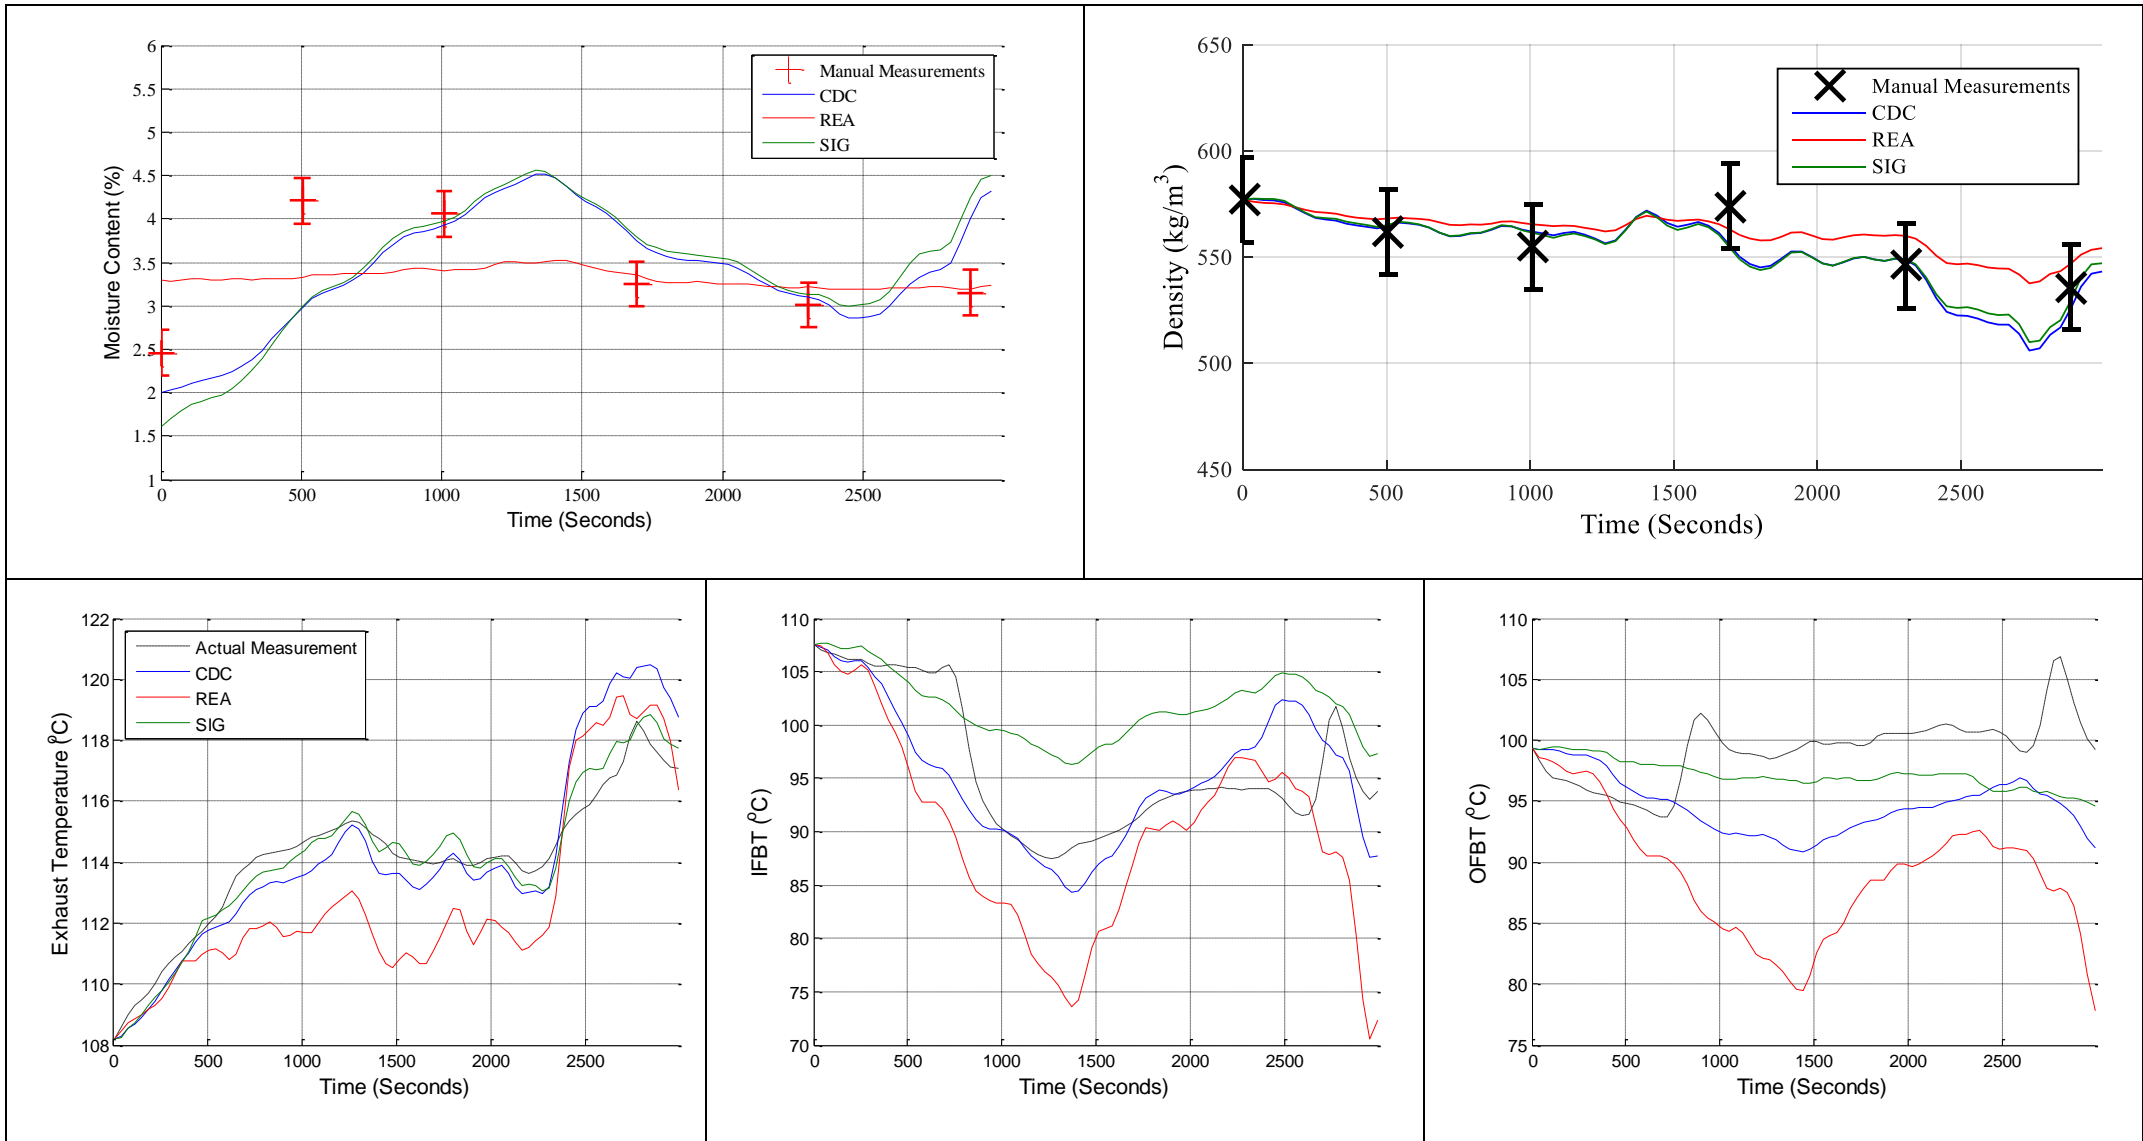 6
5.5
5
4.5
4
3.5
3
2.5
2
1.5
1
Moisture Content (%)
0 500 1000 1500 2000 2500
Time (Seconds)
Manual Measurements
CDC
REA
SIG
650
600
550
500
450
Density (kg/m³)
0 500 1000 1500 2000 2500
Time (Seconds)
Manual Measurements
CDC
REA
SIG
122
120
118
116
114
112
110
108
Exhaust Temperature (⁰C)
0 500 1000 1500 2000 2500
Time (Seconds)
Actual Measurement
CDC
REA
SIG
110
105
100
95
90
85
80
75
70
IFBT (⁰C)
0 500 1000 1500 2000 2500
Time (Seconds)
110
105
100
95
90
85
80
75
OFBT (⁰C)
0 500 1000 1500 2000 2500
Time (Seconds)